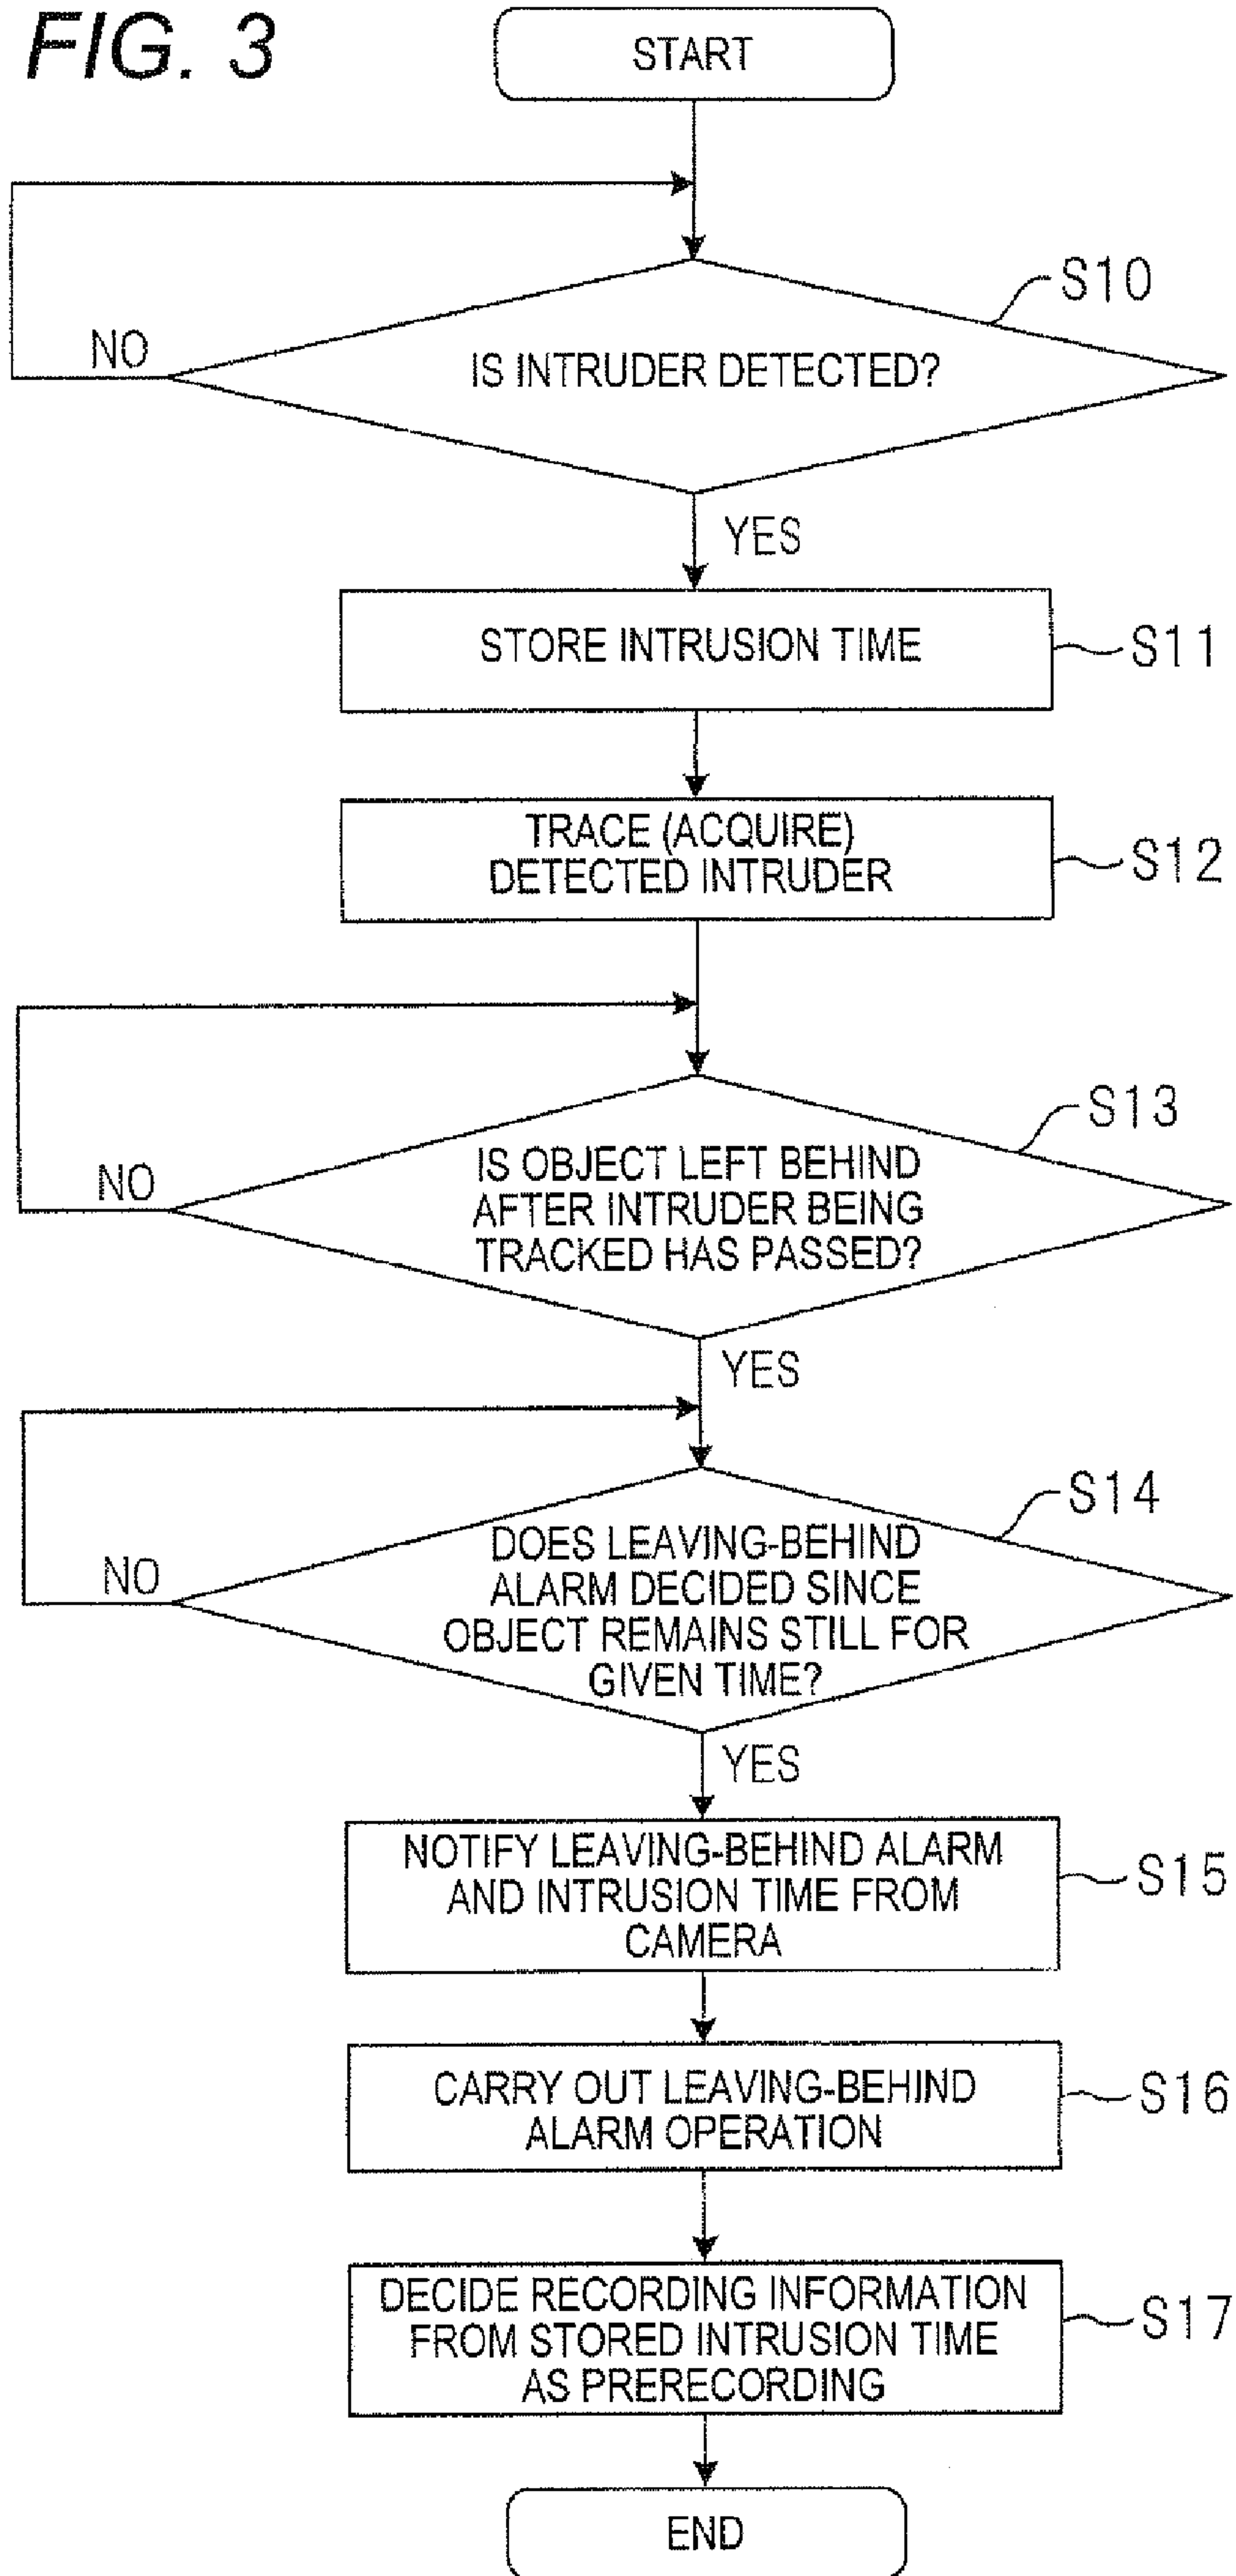 FIG. 3
START
S10
NO
IS INTRUDER DETECTED?
YES
STORE INTRUSION TIME
S11
TRACE (ACQUIRE)
DETECTED INTRUDER
S12
S13
NO
IS OBJECT LEFT BEHIND
AFTER INTRUDER BEING
TRACKED HAS PASSED?
YES
S14
NO
DOES LEAVING-BEHIND
ALARM DECIDED SINCE
OBJECT REMAINS STILL FOR
GIVEN TIME?
YES
NOTIFY LEAVING-BEHIND ALARM
AND INTRUSION TIME FROM
CAMERA
S15
CARRY OUT LEAVING-BEHIND
ALARM OPERATION
S16
DECIDE RECORDING INFORMATION
FROM STORED INTRUSION TIME
AS PRERECORDING
S17
END